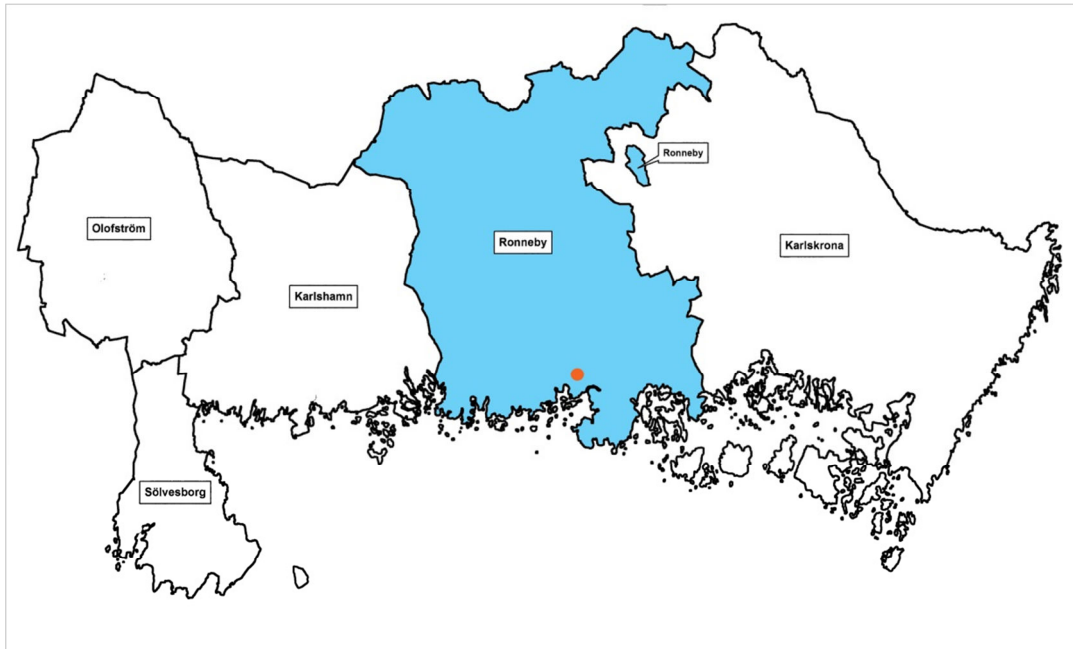 Ronneby
Olofström
Ronneby
Karlskrona
Karlshamn
Sölvesborg